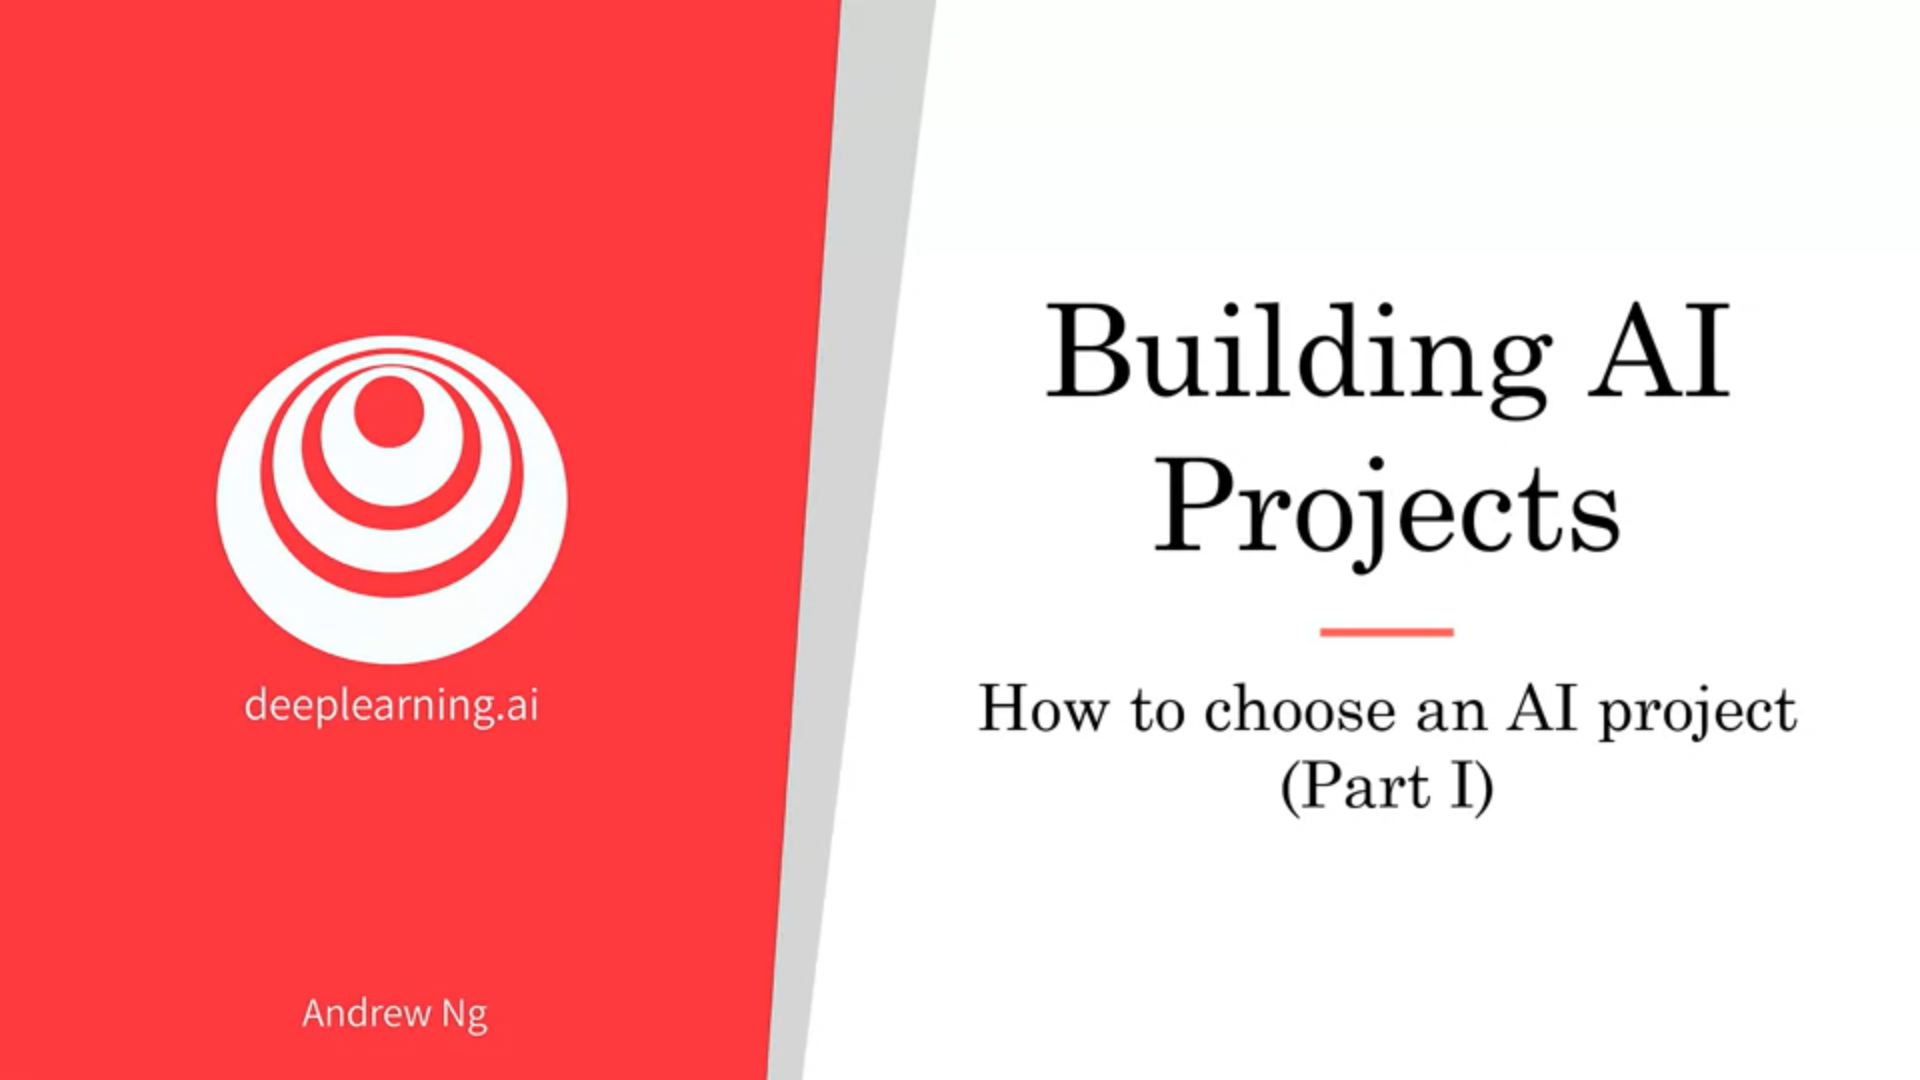 deeplearning.ai
Andrew Ng
Building AI
Projects
How to choose an AI project
(Part I)